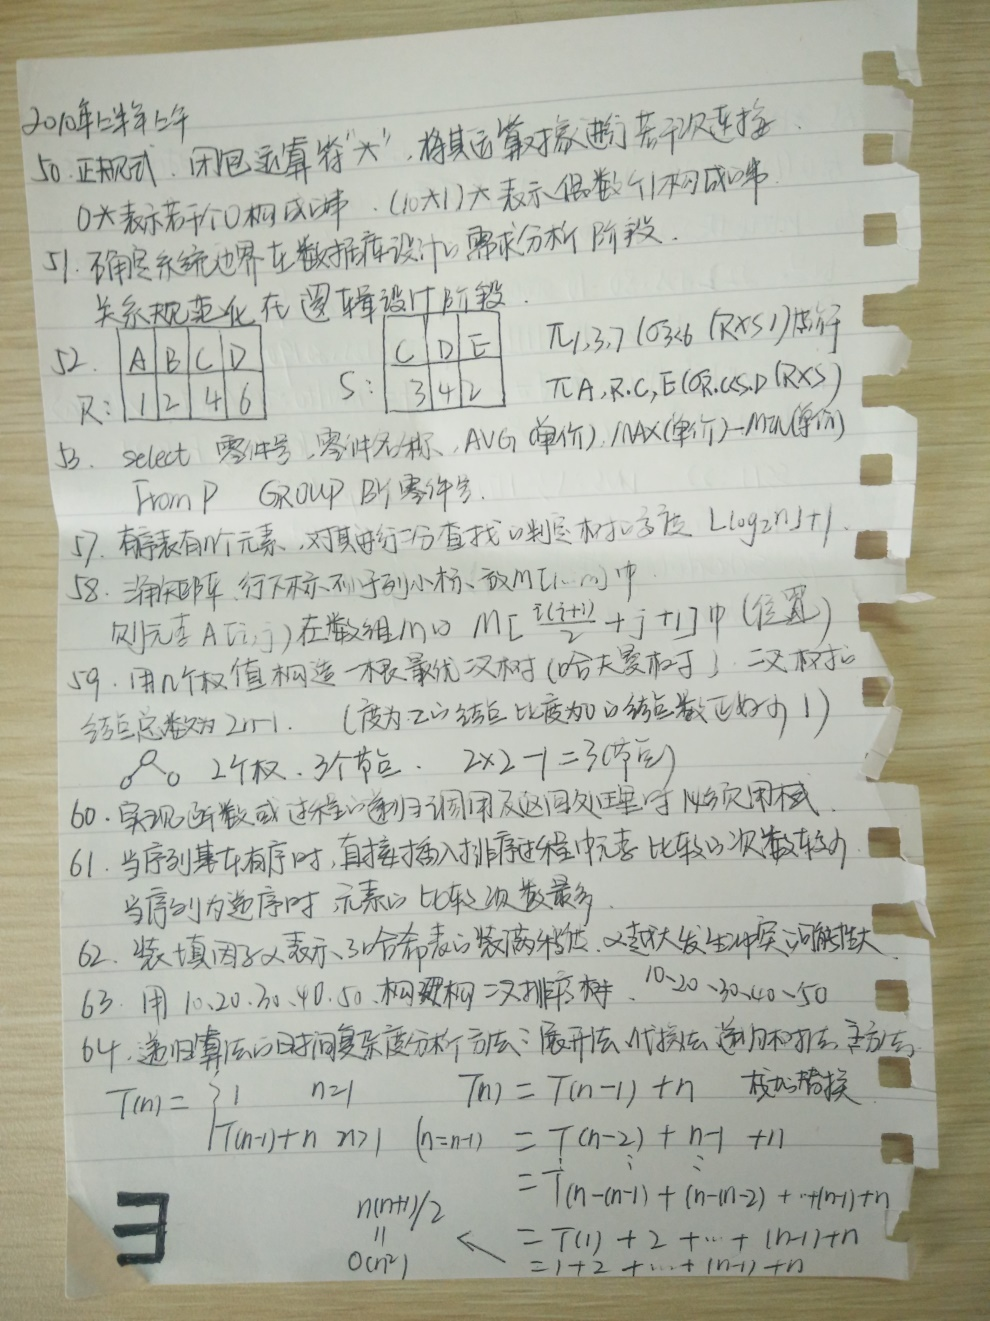 2010年上半年上午
50.正规式、闭包运算符"*",将其运算对象进行若干次连接.
0*表示若干个0构成的串.(10*1)*表示偶数个1构成的串.
51.确定系统边界在数据库设计的需求分析阶段.
关系规范化在逻辑设计阶段.
52. A B C D
R: 1 2 4 6
C D E
S: 3 4 2
π1,3,7(σ3<6(R×S))
πA,R.C,E(σR.C<S.D(R×S)
53. select 零件号、零件名称、AVG(单价),MAX(单价)-MIN(单价)
From P GROUP BY 零件号.
57.有序表有n个元素、对其进行二分查找的判定树的高度 ⌊log2n⌋+1.
58.三角矩阵、行下标不小于列小标、放M[1…m]中.
则元素A[i,j)在数组M的 M[i(i+1)/2+j+1]中(位置)
59.用n个权值构造一棵最优二叉树(哈夫曼树).二叉树的
结点总数为2n-1. (度为2的结点比度为0的结点数正好少1)
2个权、3个节点. 2×2-1=3(节点)
60.实现函数或过程的递归调用及返回处理时必须用栈.
61.当序列基本有序时,直接插入排序过程中元素比较的次数较少.
当序列为逆序时 元素的比较次数最多.
62.装填因子α表示了哈希表的装满程度、α越大发生冲突的可能性大
63.用10、20、30、40、50、构建构二叉排序树. 10、20、30、40、50
64,递归算法的时间复杂度分析方法:展开法、代换法、递归树法、主方法.
T(n)= { 1 n=1
T(n-1)+n n>1 (n=n-1)
T(n) = T(n-1)+n 替换
= T(n-2)+n-1+n
⋮ ⋮ ⋮
= T(n-(n-1)+(n-(n-2)+…+(n-1)+n
= T(1)+2+…+(n-1)+n
= 1+2+…+(n-1)+n
n(n+1)/2
=
O(n²)
3